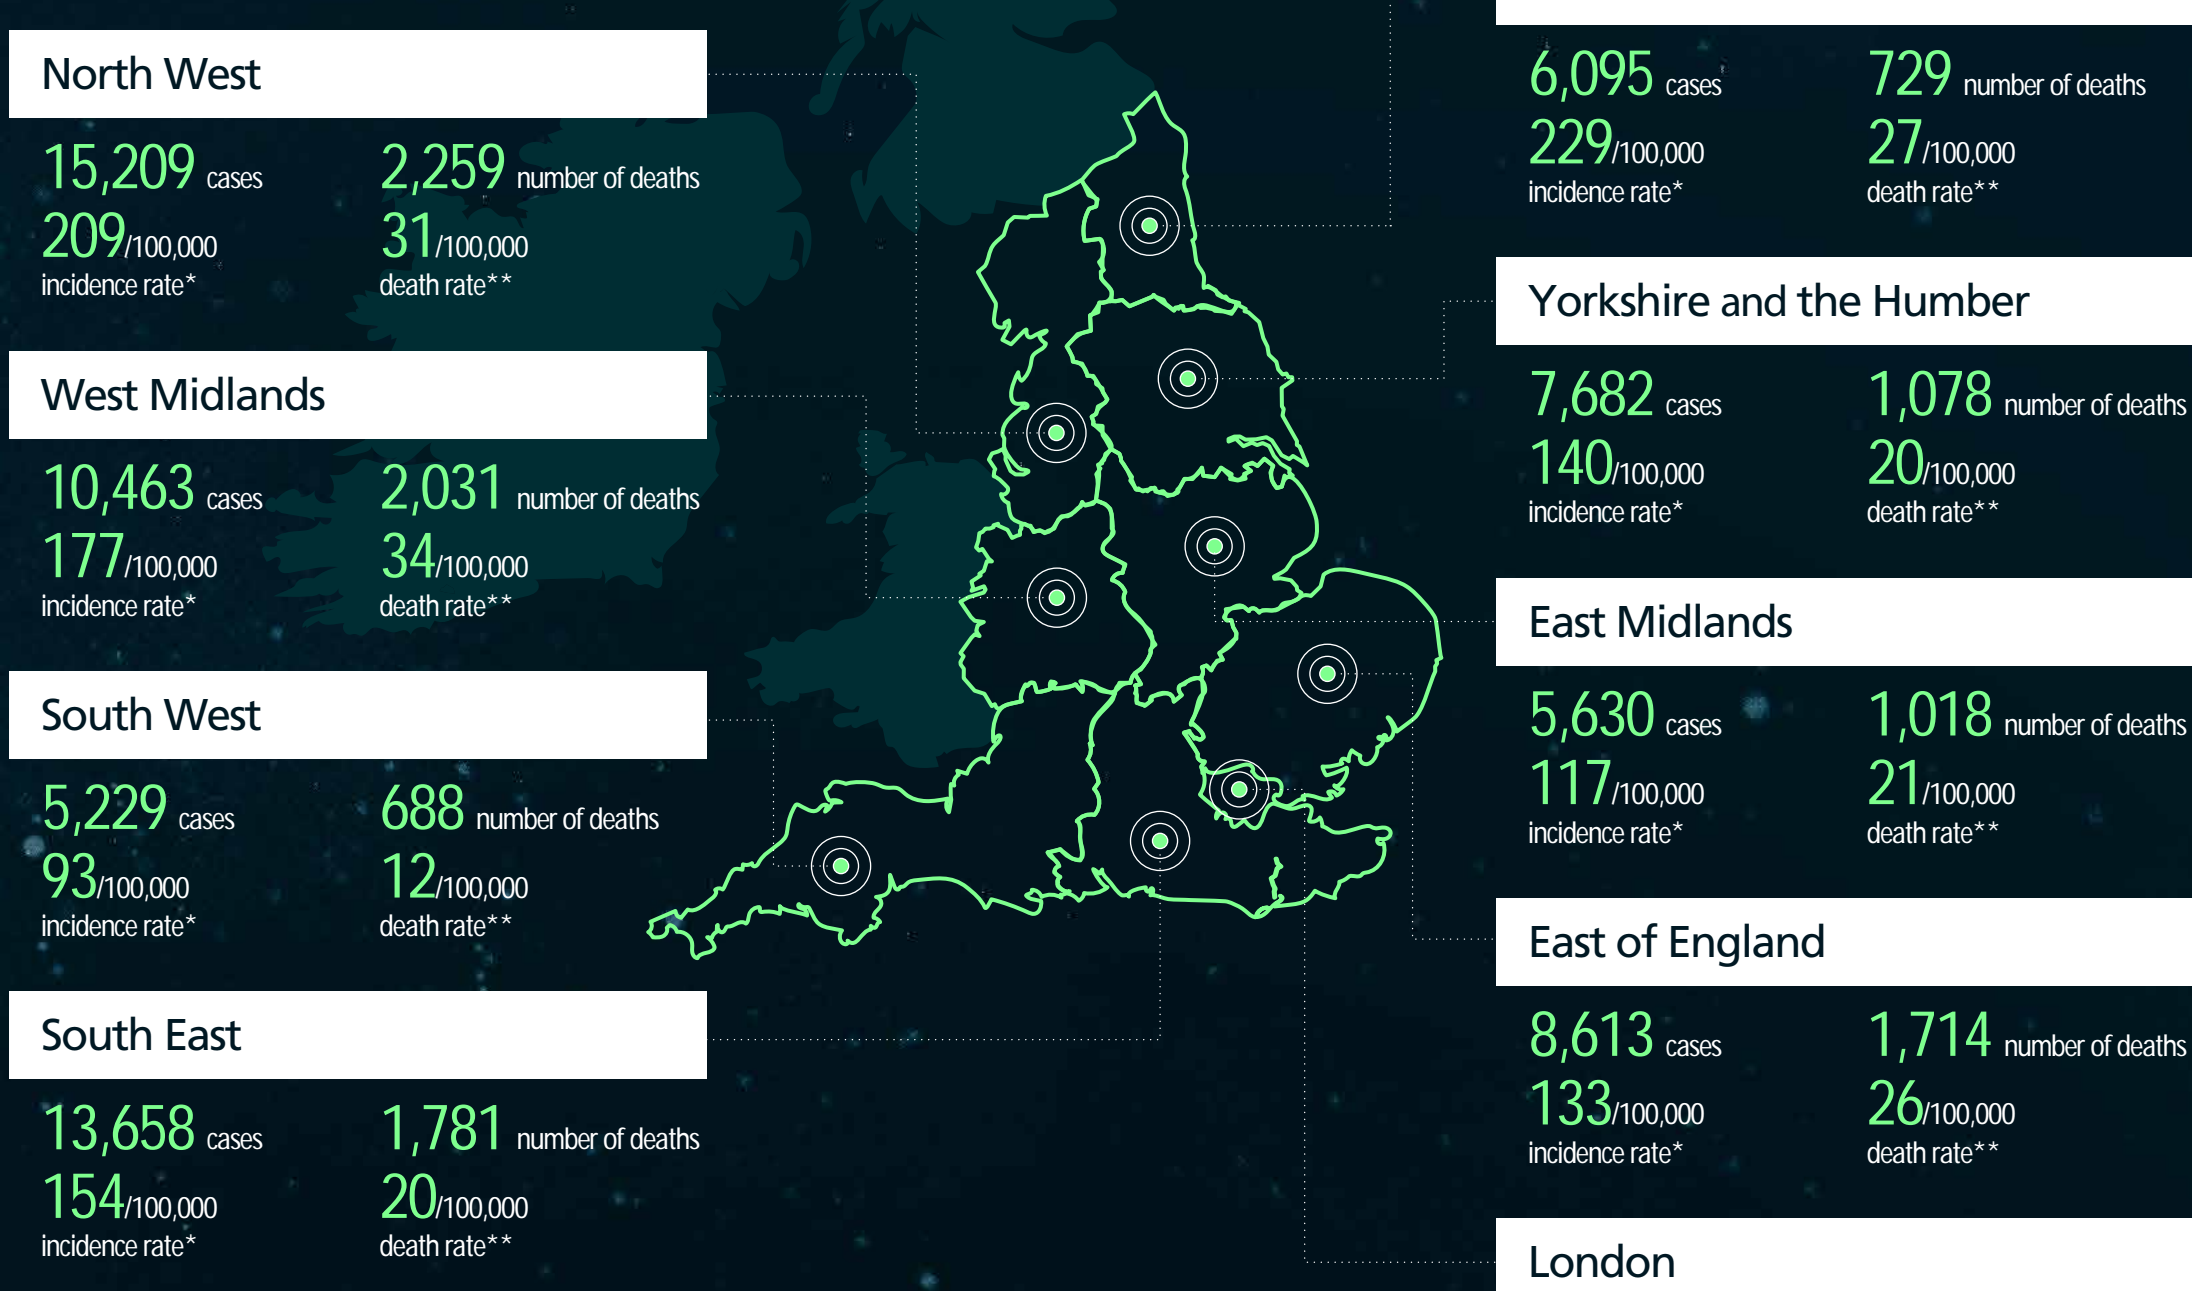 North West
15,209 cases
2,259 number of deaths
209/100,000
31/100,000
incidence rate*
death rate**
West Midlands
10,463 cases
2,031 number of deaths
177/100,000
34/100,000
incidence rate*
death rate**
South West
5,229 cases
688 number of deaths
93/100,000
12/100,000
incidence rate*
death rate**
South East
13,658 cases
1,781 number of deaths
154/100,000
20/100,000
incidence rate*
death rate**
6,095 cases
729 number of deaths
229/100,000
27/100,000
incidence rate*
death rate**
Yorkshire and the Humber
7,682 cases
1,078 number of deaths
140/100,000
20/100,000
incidence rate*
death rate**
East Midlands
5,630 cases
1,018 number of deaths
117/100,000
21/100,000
incidence rate*
death rate**
East of England
8,613 cases
1,714 number of deaths
133/100,000
26/100,000
incidence rate*
death rate**
London